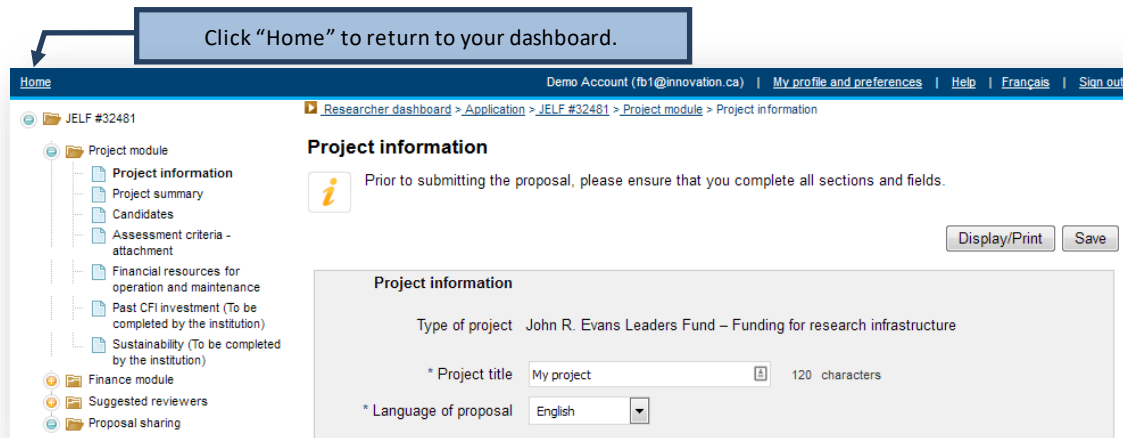 Click “Home” to return to your dashboard.
Home
Demo Account (fb1@innovation.ca) | My profile and preferences | Help | Français | Sign out
Researcher dashboard > Application > JELF #32481 > Project module > Project information
JELF #32481
Project module
Project information
Project summary
Candidates
Assessment criteria -
attachment
Financial resources for
operation and maintenance
Past CFI investment (To be
completed by the institution)
Sustainability (To be completed
by the institution)
Finance module
Suggested reviewers
Proposal sharing
Project information
Prior to submitting the proposal, please ensure that you complete all sections and fields.
Display/Print Save
Project information
Type of project John R. Evans Leaders Fund – Funding for research infrastructure
* Project title My project 120 characters
* Language of proposal English